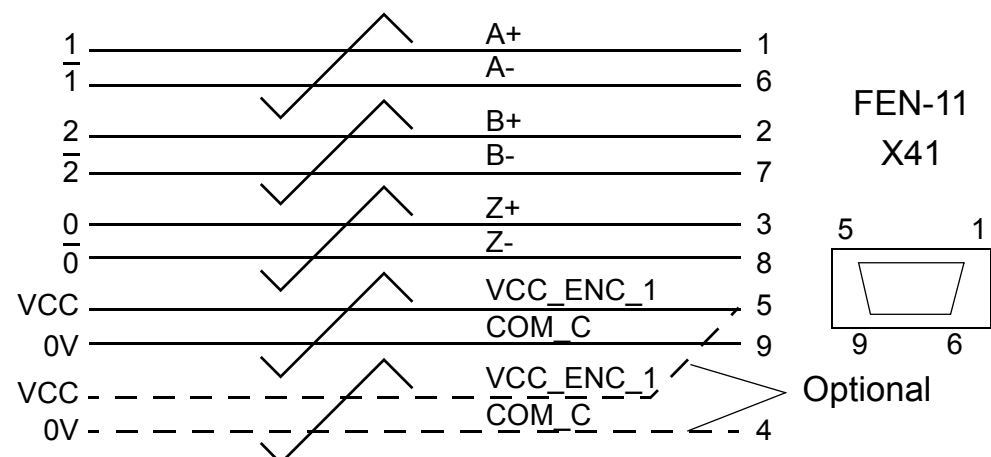 1 A+ 1
1̅ A- 6
2 B+ 2
2̅ B- 7
0 Z+ 3
0̅ Z- 8
VCC VCC_ENC_1 5
0V COM_C 9
VCC VCC_ENC_1
0V COM_C 4
FEN-11
X41
5 1
9 6
Optional